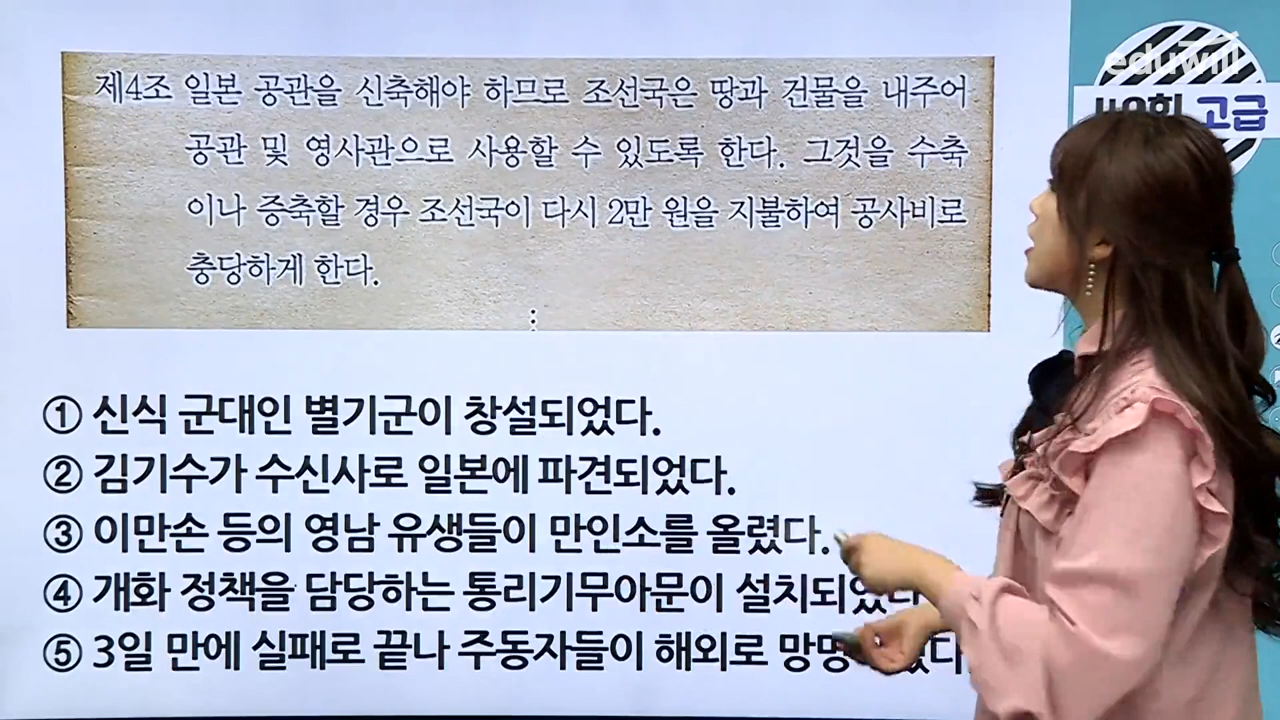 eduwill
고급
제4조 일본 공관을 신축해야 하므로 조선국은 땅과 건물을 내주어
공관 및 영사관으로 사용할 수 있도록 한다. 그것을 수축
이나 증축할 경우 조선국이 다시 2만 원을 지불하여 공사비로
충당하게 한다.
⋮
① 신식 군대인 별기군이 창설되었다.
② 김기수가 수신사로 일본에 파견되었다.
③ 이만손 등의 영남 유생들이 만인소를 올렸다.
④ 개화 정책을 담당하는 통리기무아문이 설치되었다
⑤ 3일 만에 실패로 끝나 주동자들이 해외로